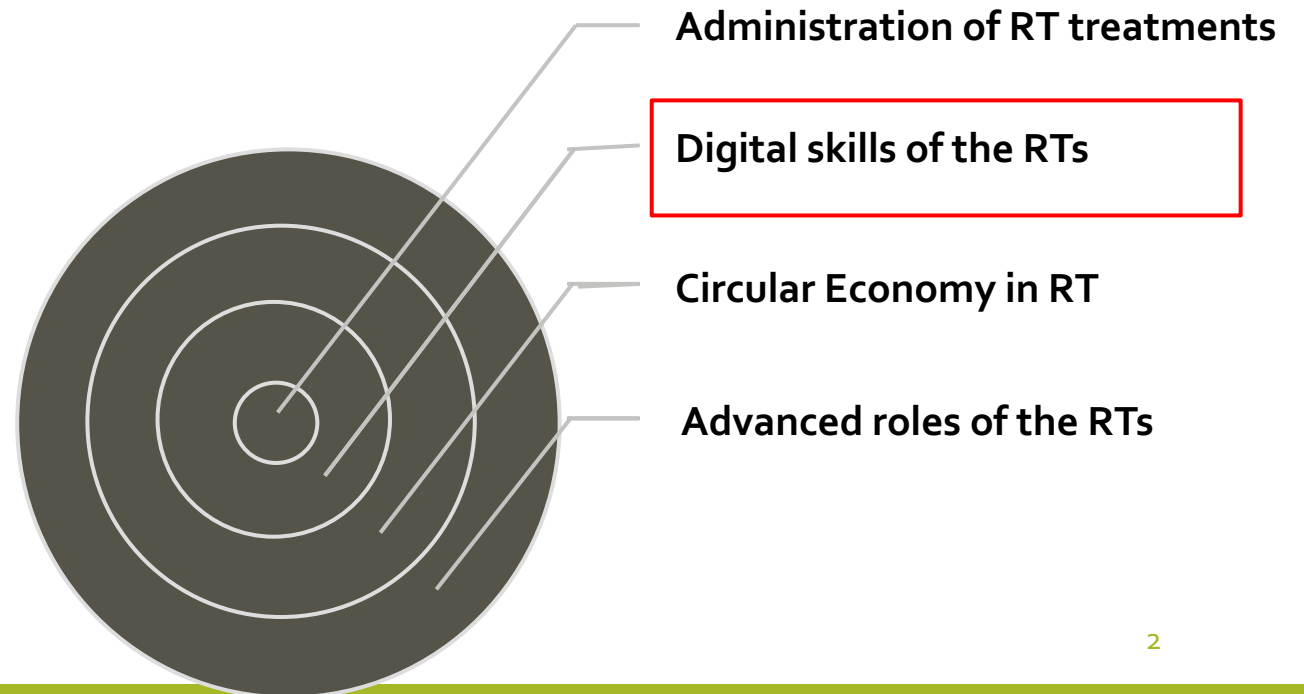 Administration of RT treatments
Digital skills of the RTs
Circular Economy in RT
Advanced roles of the RTs
2